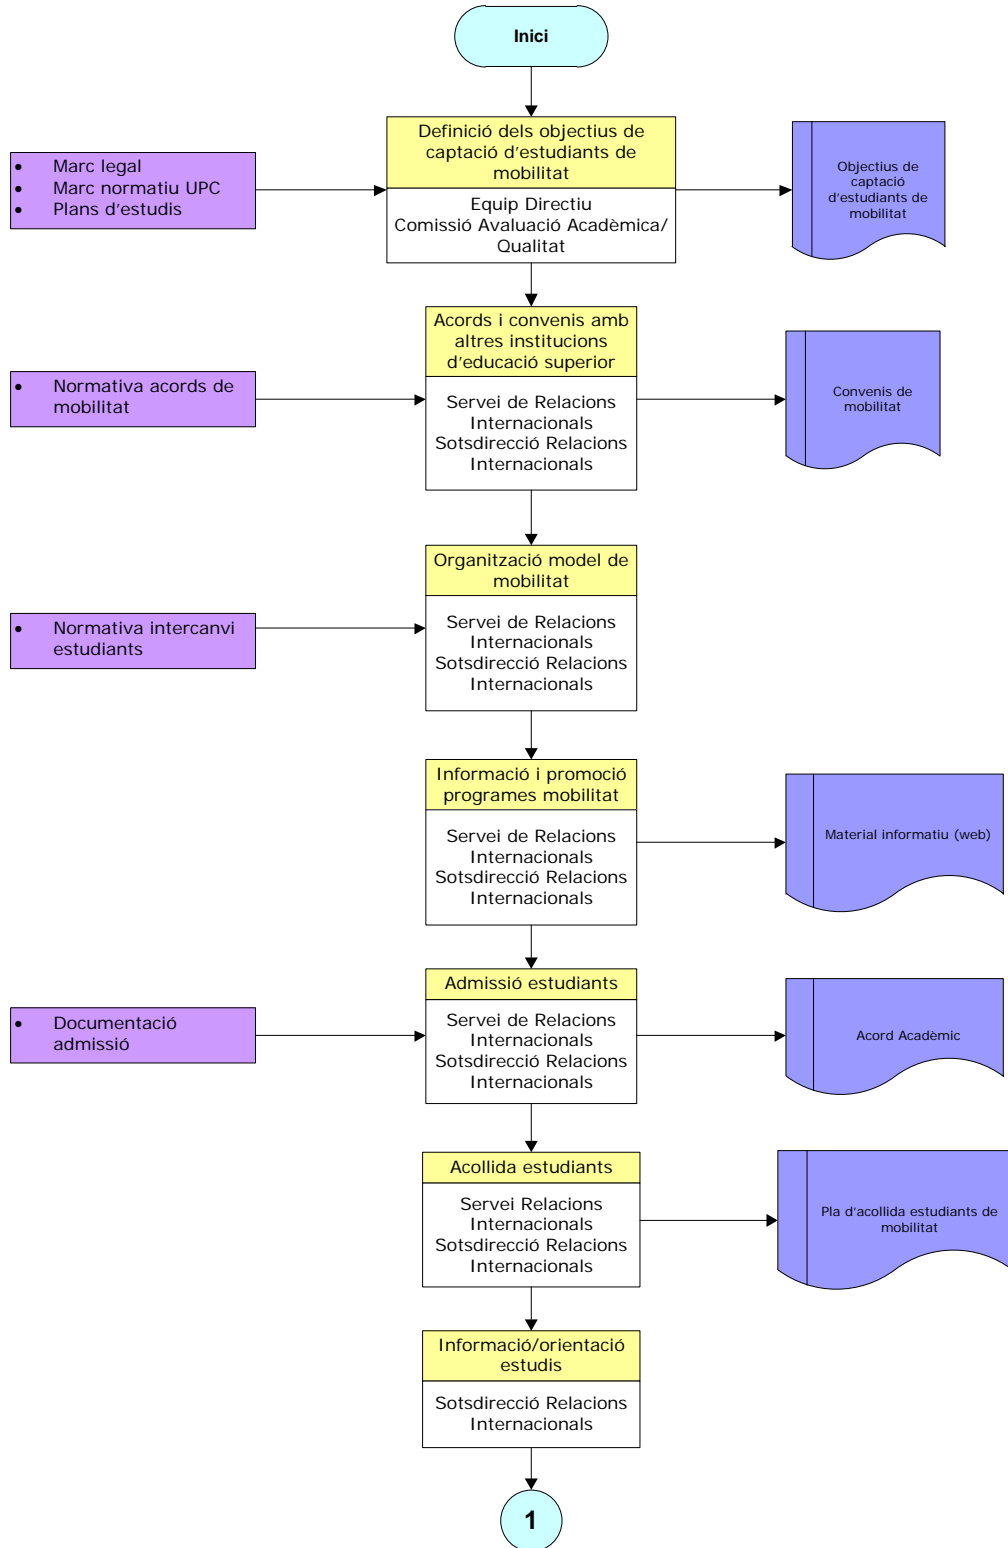 Inici
Definició dels objectius de
captació d'estudiants de
mobilitat
Equip Directiu
Comissió Avaluació Acadèmica/
Qualitat
• Marc legal
• Marc normatiu UPC
• Plans d'estudis
Objectius de
captació
d'estudiants de
mobilitat
Acords i convenis amb
altres institucions
d'educació superior
Servei de Relacions
Internacionals
Sotsdirecció Relacions
Internacionals
• Normativa acords de
mobilitat
Convenis de
mobilitat
Organització model de
mobilitat
Servei de Relacions
Internacionals
Sotsdirecció Relacions
Internacionals
• Normativa intercanvi
estudiants
Informació i promoció
programes mobilitat
Servei de Relacions
Internacionals
Sotsdirecció Relacions
Internacionals
Material informatiu (web)
Admissió estudiants
Servei de Relacions
Internacionals
Sotsdirecció Relacions
Internacionals
• Documentació
admissió
Acord Acadèmic
Acollida estudiants
Servei Relacions
Internacionals
Sotsdirecció Relacions
Internacionals
Pla d'acollida estudiants de
mobilitat
Informació/orientació
estudis
Sotsdirecció Relacions
Internacionals
1